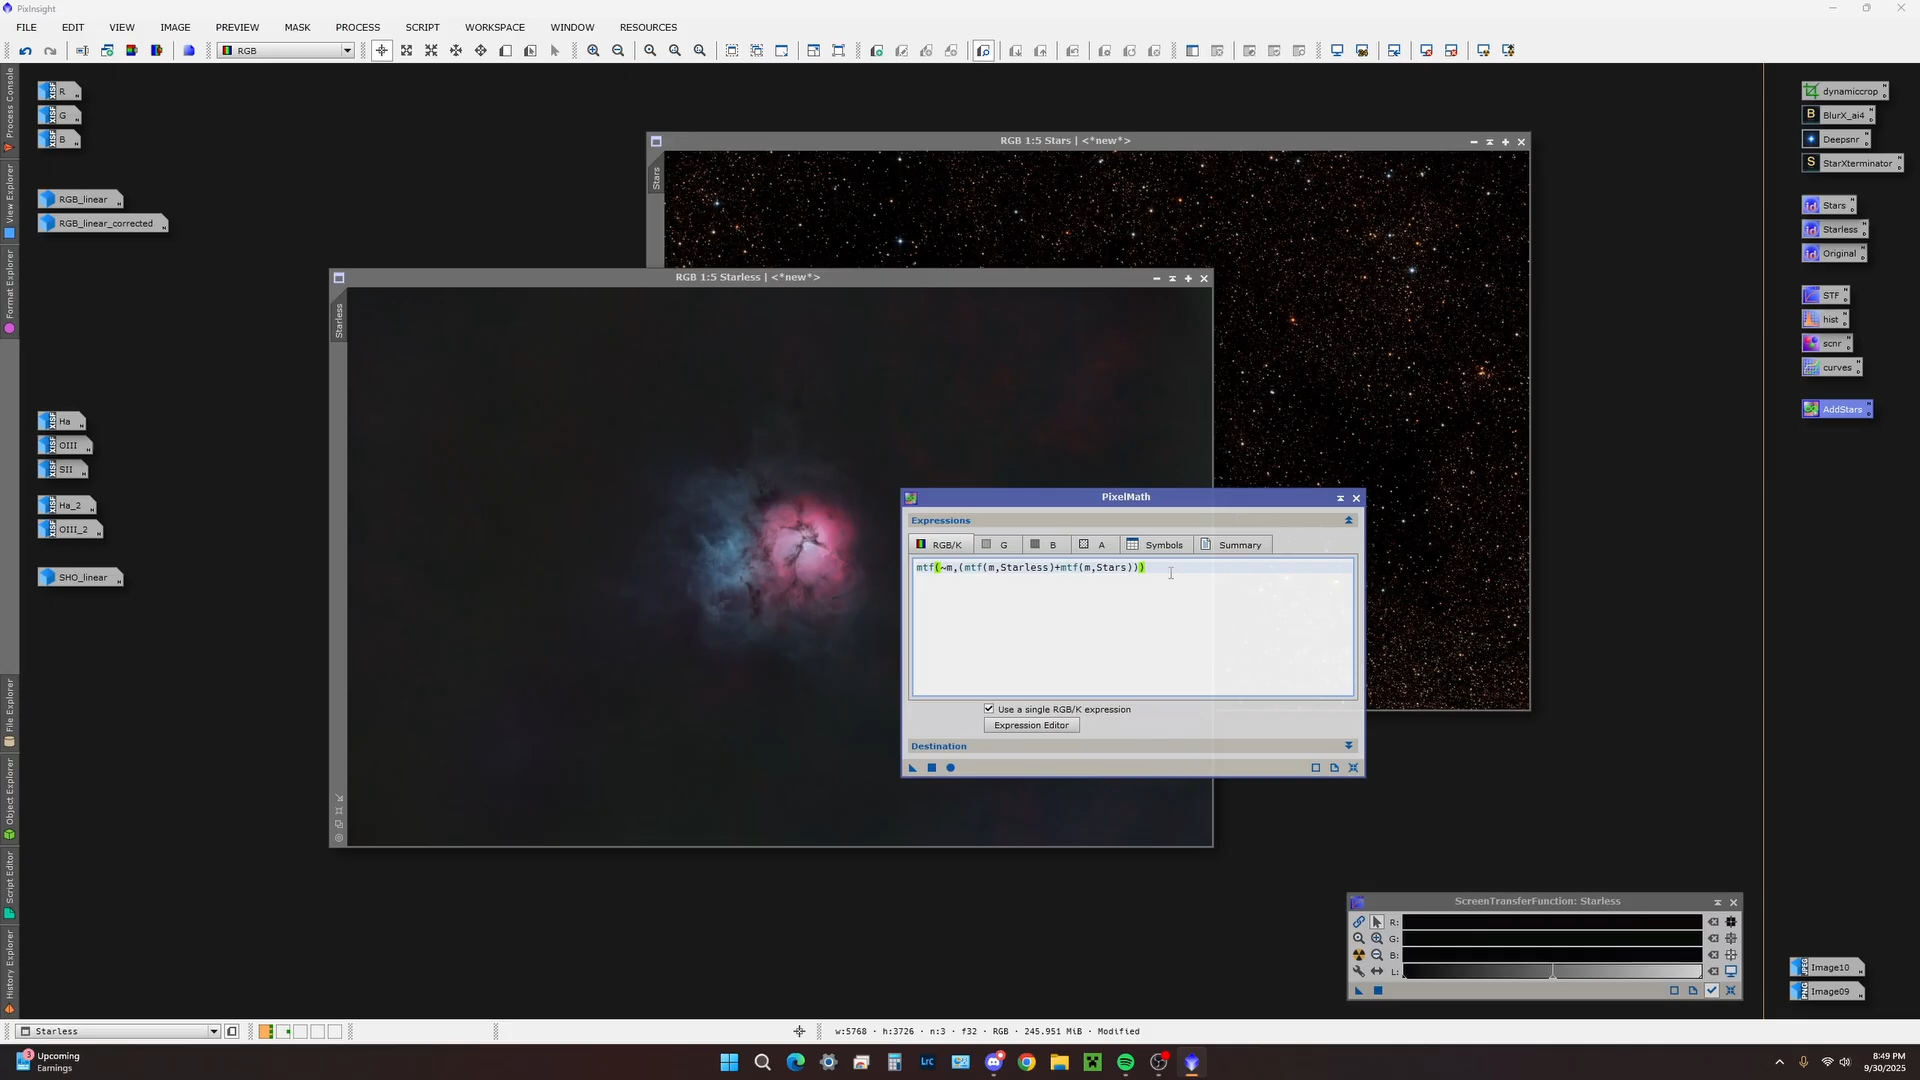 PixInsight
FILE EDIT VIEW IMAGE PROCESS SCRIPT WORKSPACE WINDOW RESOURCES PREVIEW MASK
RGB
Process Console
View Explorer
Format Explorer
File Explorer
Object Explorer
Script Editor
History Explorer
R
G
B
RGB_linear
RGB_linear_corrected
Ha
OIII
SII
Ha_2
OIII_2
SHO_linear
RGB 1:5 Stars | <*new*>
Stars
RGB 1:5 Starless | <*new*>
Starless
PixelMath
Expressions
RGB/K G B A Symbols Summary
mtf(~m,(mtf(m,Starless)+mtf(m,Stars)))
Use a single RGB/K expression
Expression Editor
Destination
dynamiccrop
BlurX_ai4
Deepsnr
StarXterminator
Stars
Starless
Original
STF
hist
scnr
curves
AddStars
ScreenTransferFunction: Starless
R:
G:
B:
L:
Image10
Image09
Starless
w:5768 · h:3726 · n:3 · f32 · RGB · 245.951 MiB · Modified
3
Upcoming
Earnings
LrC
8:49 PM
9/30/2025